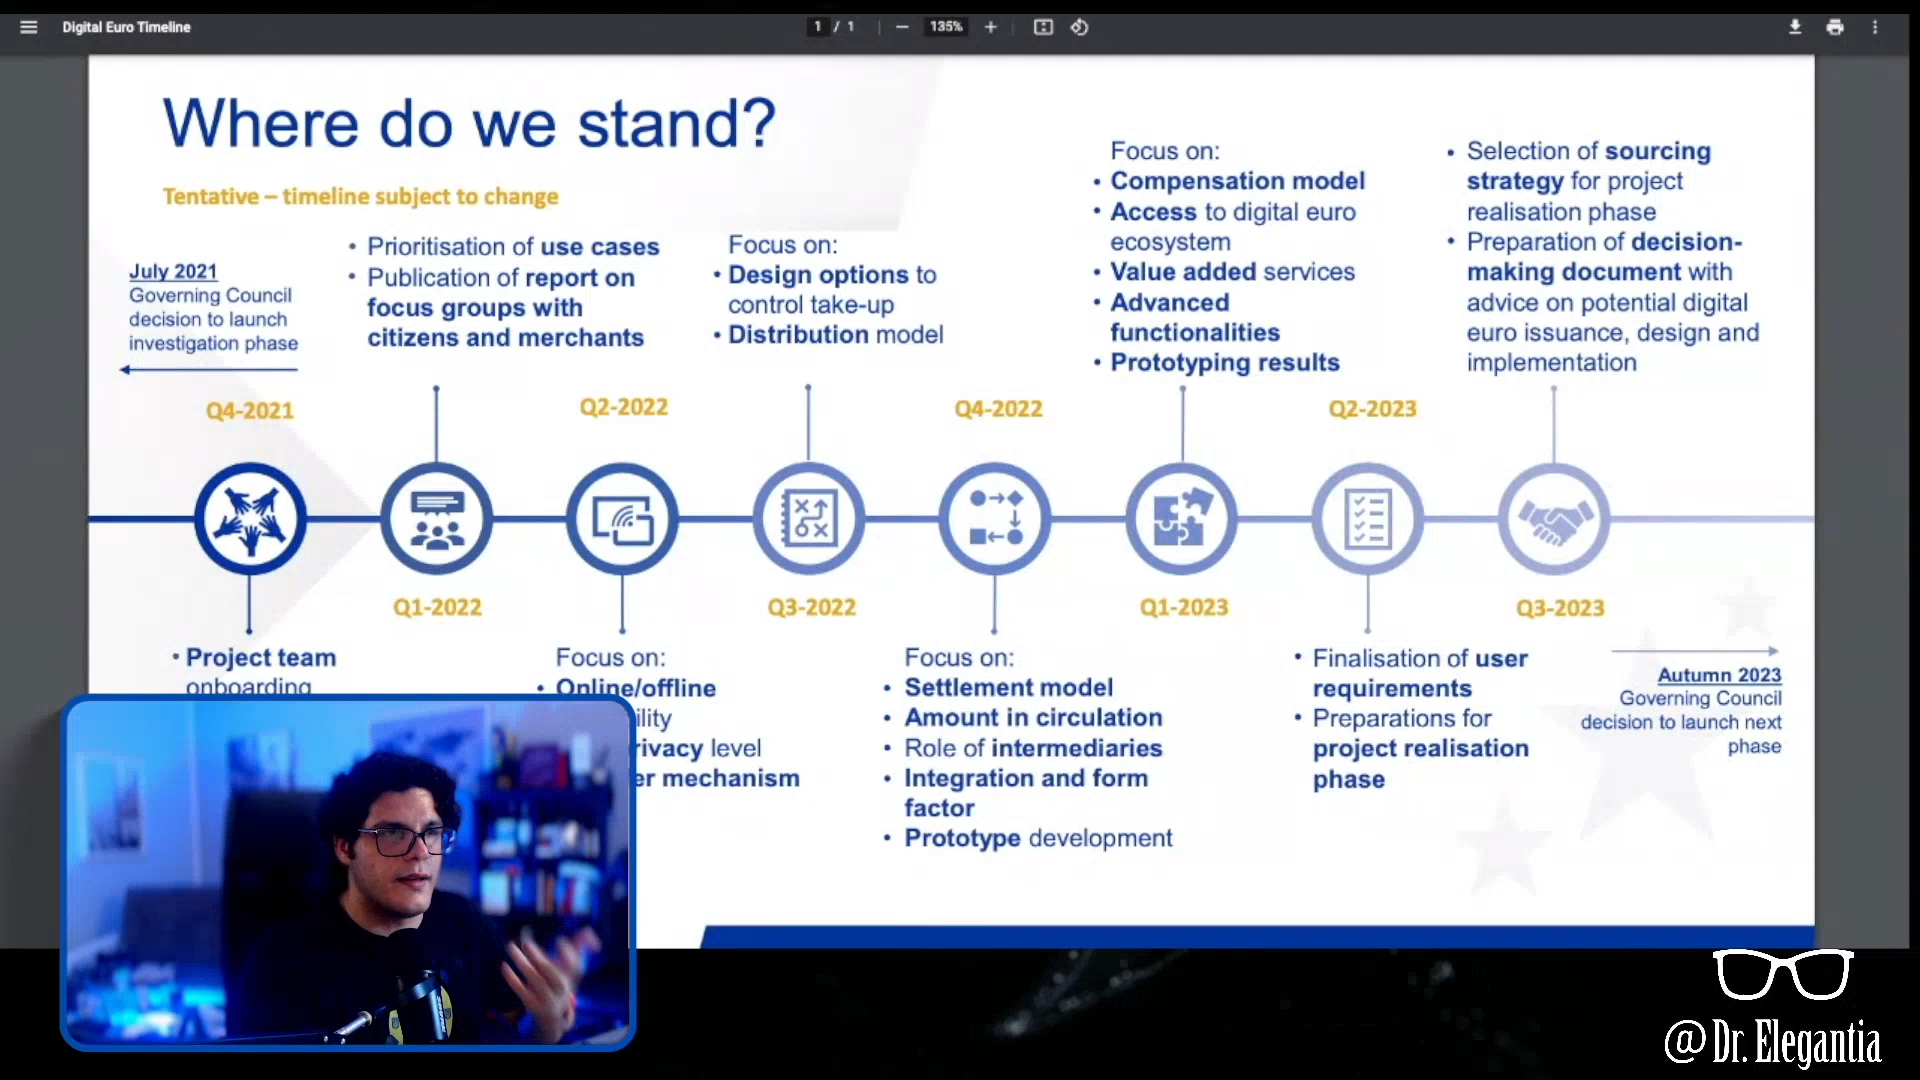 Digital Euro Timeline
1 / 1
135%
Where do we stand?
Tentative – timeline subject to change
July 2021
Governing Council
decision to launch
investigation phase
• Prioritisation of use cases
• Publication of report on
focus groups with
citizens and merchants
Focus on:
• Design options to
control take-up
• Distribution model
Focus on:
• Compensation model
• Access to digital euro
ecosystem
• Value added services
• Advanced
functionalities
• Prototyping results
• Selection of sourcing
strategy for project
realisation phase
• Preparation of decision-
making document with
advice on potential digital
euro issuance, design and
implementation
Q4-2021
Q2-2022
Q4-2022
Q2-2023
Q1-2022
Q3-2022
Q1-2023
Q3-2023
• Project team
onboarding
Focus on:
• Online/offline
level
mechanism
Focus on:
• Settlement model
• Amount in circulation
• Role of intermediaries
• Integration and form
factor
• Prototype development
• Finalisation of user
requirements
• Preparations for
project realisation
phase
Autumn 2023
Governing Council
decision to launch next
phase
@ Dr. Elegantia